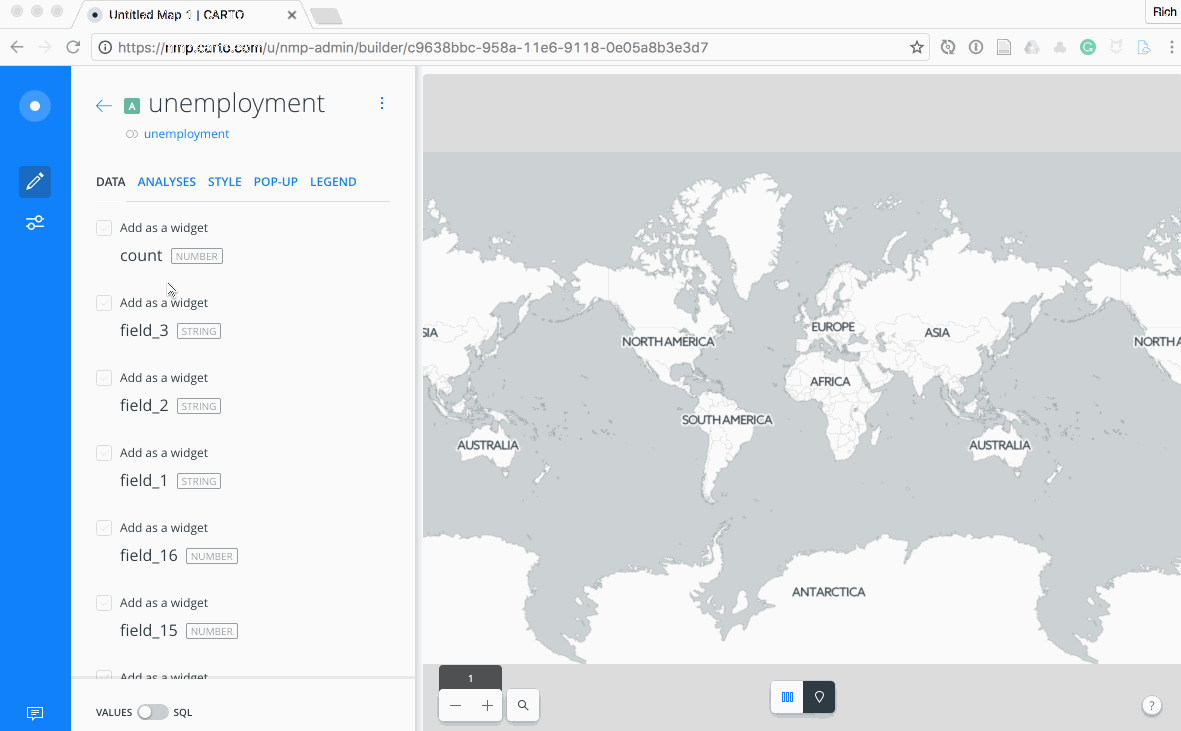 Untitled Map 1 | CARTO
Rich
https://nmp.carto.com/u/nmp-admin/builder/c9638bbc-958a-11e6-9118-0e05a8b3e3d7
A unemployment
unemployment
DATA ANALYSES STYLE POP-UP LEGEND
Add as a widget
count NUMBER
Add as a widget
field_3 STRING
Add as a widget
field_2 STRING
Add as a widget
field_1 STRING
Add as a widget
field_16 NUMBER
Add as a widget
field_15 NUMBER
Add as a widget
VALUES SQL
SIA
NORTH AMERICA
EUROPE
ASIA
NORTH A
AFRICA
SOUTH AMERICA
AUSTRALIA
AUSTRALIA
ANTARCTICA
1
?